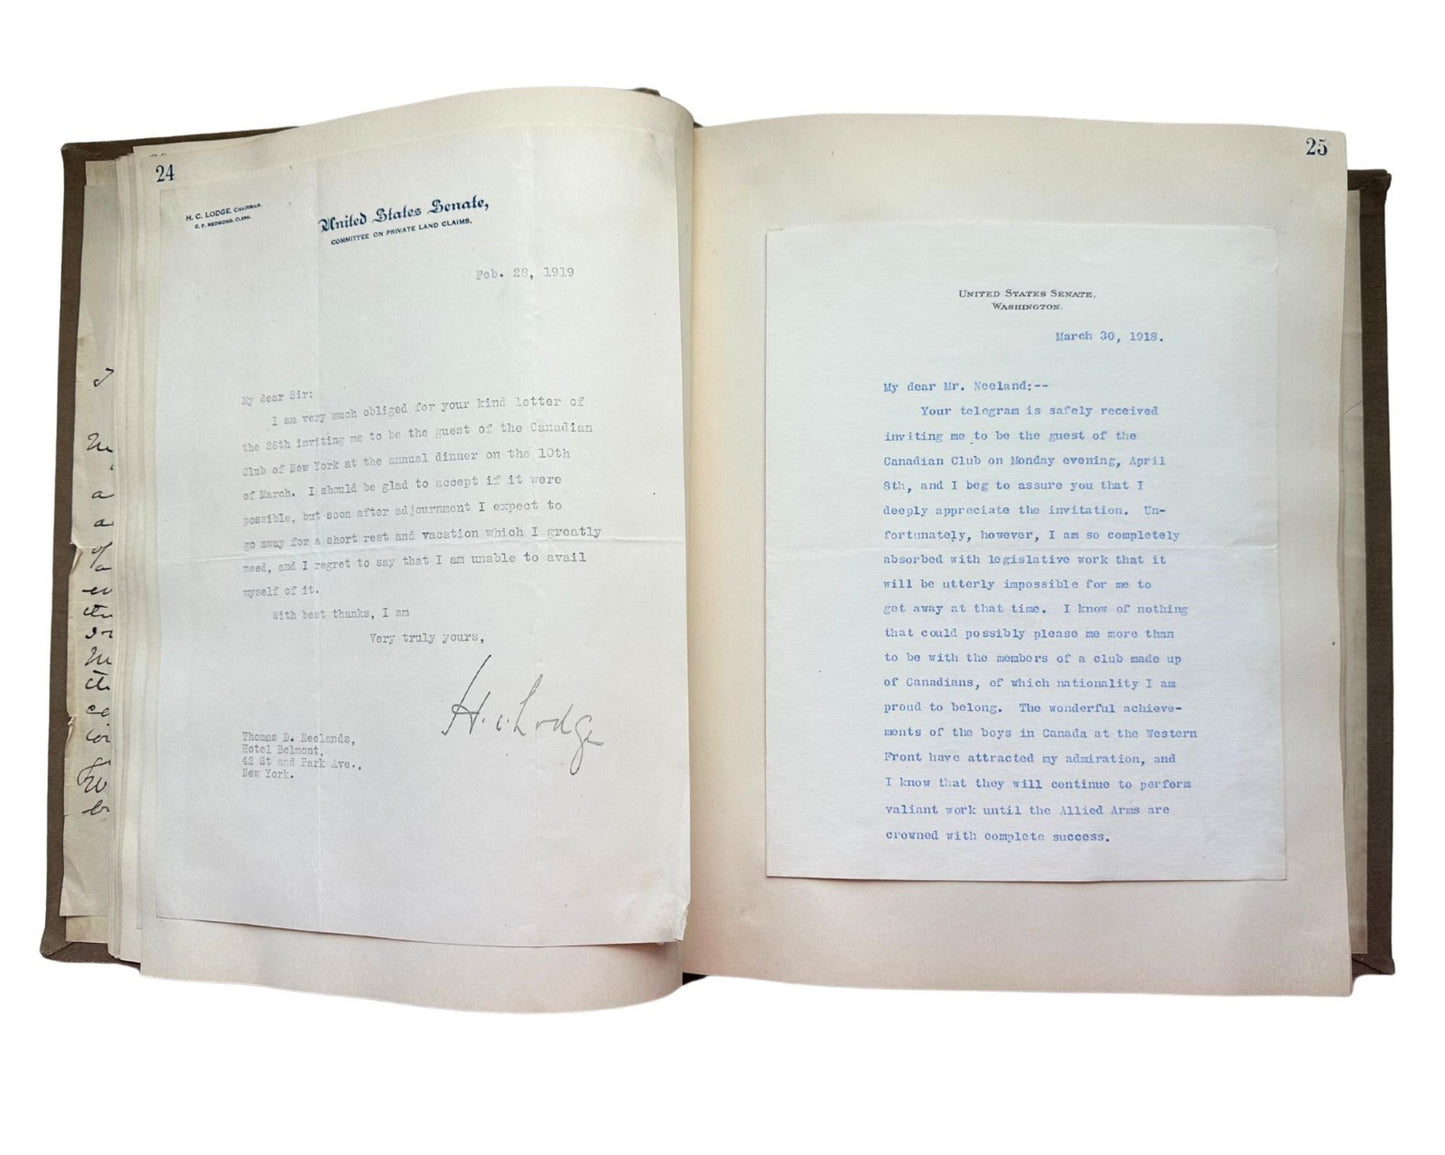 24
H. C. LODGE, CHAIRMAN.
C. F. REDMOND, CLERK.
United States Senate,
COMMITTEE ON PRIVATE LAND CLAIMS.
Feb. 28, 1919
My dear Sir:
I am very much obliged for your kind letter of
the 26th inviting me to be the guest of the Canadian
Club of New York at the annual dinner on the 10th
of March. I should be glad to accept if it were
possible, but soon after adjournment I expect to
go away for a short rest and vacation which I greatly
need, and I regret to say that I am unable to avail
myself of it.
With best thanks, I am
Very truly yours,
H. C. Lodge
Thomas D. Neelands,
Hotel Belmont,
42 St and Park Ave.,
New York.
25
UNITED STATES SENATE,
WASHINGTON.
March 30, 1918.
My dear Mr. Neeland;--
Your telegram is safely received
inviting me to be the guest of the
Canadian Club on Monday evening, April
8th, and I beg to assure you that I
deeply appreciate the invitation. Un-
fortunately, however, I am so completely
absorbed with legislative work that it
will be utterly impossible for me to
get away at that time. I know of nothing
that could possibly please me more than
to be with the members of a club made up
of Canadians, of which nationality I am
proud to belong. The wonderful achieve-
ments of the boys in Canada at the Western
Front have attracted my admiration, and
I know that they will continue to perform
valiant work until the Allied Arms are
crowned with complete success.